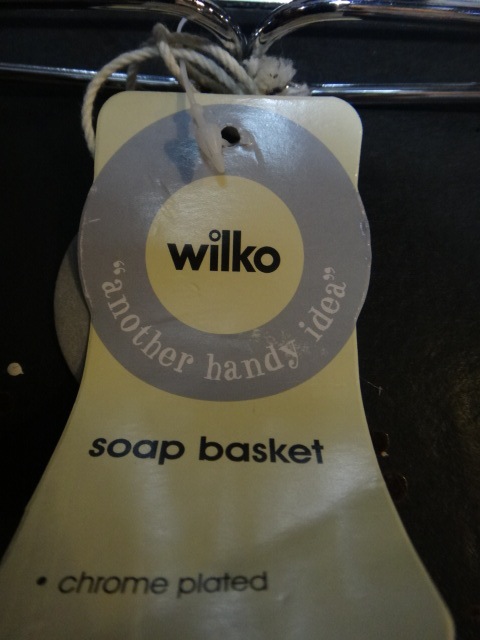 wilko
"another handy idea"
soap basket
• chrome plated